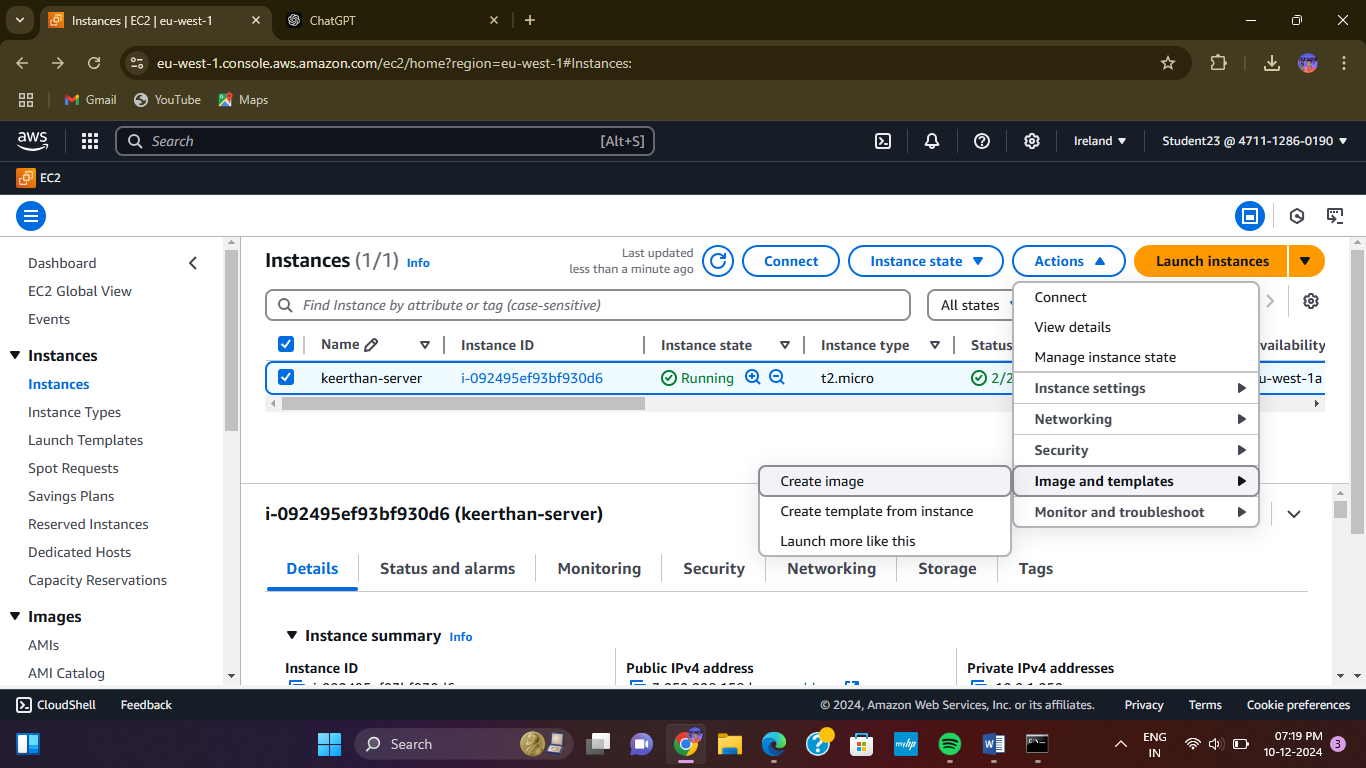 Instances | EC2 | eu-west-1
ChatGPT
eu-west-1.console.aws.amazon.com/ec2/home?region=eu-west-1#Instances:
Gmail
YouTube
Maps
aws
Search
[Alt+S]
Ireland
Student23 @ 4711-1286-0190
EC2
Dashboard
EC2 Global View
Events
Instances
Instances
Instance Types
Launch Templates
Spot Requests
Savings Plans
Reserved Instances
Dedicated Hosts
Capacity Reservations
Images
AMIs
AMI Catalog
Instances (1/1) Info
Last updated
less than a minute ago
Connect
Instance state
Actions
Launch instances
Find Instance by attribute or tag (case-sensitive)
All states
Name
Instance ID
Instance state
Instance type
Status
vailability
keerthan-server
i-092495ef93bf930d6
Running
t2.micro
2/2
u-west-1a
Connect
View details
Manage instance state
Instance settings
Networking
Security
Image and templates
Monitor and troubleshoot
Create image
Create template from instance
Launch more like this
i-092495ef93bf930d6 (keerthan-server)
Details
Status and alarms
Monitoring
Security
Networking
Storage
Tags
Instance summary Info
Instance ID
Public IPv4 address
Private IPv4 addresses
i-092495ef93bf930d6
CloudShell
Feedback
© 2024, Amazon Web Services, Inc. or its affiliates.
Privacy
Terms
Cookie preferences
Search
myhp
ENG
IN
07:19 PM
10-12-2024
3